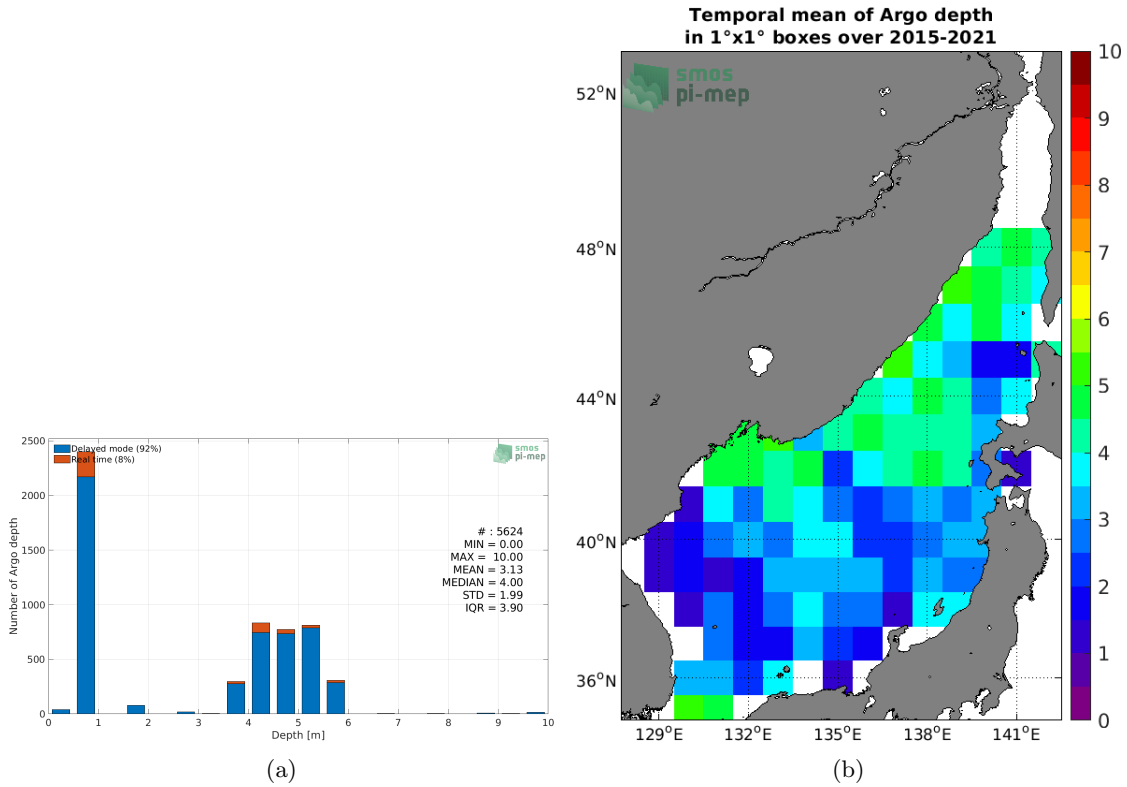 Temporal mean of Argo depth
in 1°x1° boxes over 2015-2021
smos
pi-mep
52°N
48°N
44°N
40°N
36°N
129°E
132°E
135°E
138°E
141°E
10
9
8
7
6
5
4
3
2
1
0
2500
2000
1500
1000
500
0
Number of Argo depth
Delayed mode (92%)
Real time (8%)
smos
pi-mep
# : 5624
MIN = 0.00
MAX = 10.00
MEAN = 3.13
MEDIAN = 4.00
STD = 1.99
IQR = 3.90
0 1 2 3 4 5 6 7 8 9 10
Depth [m]
(a)
(b)